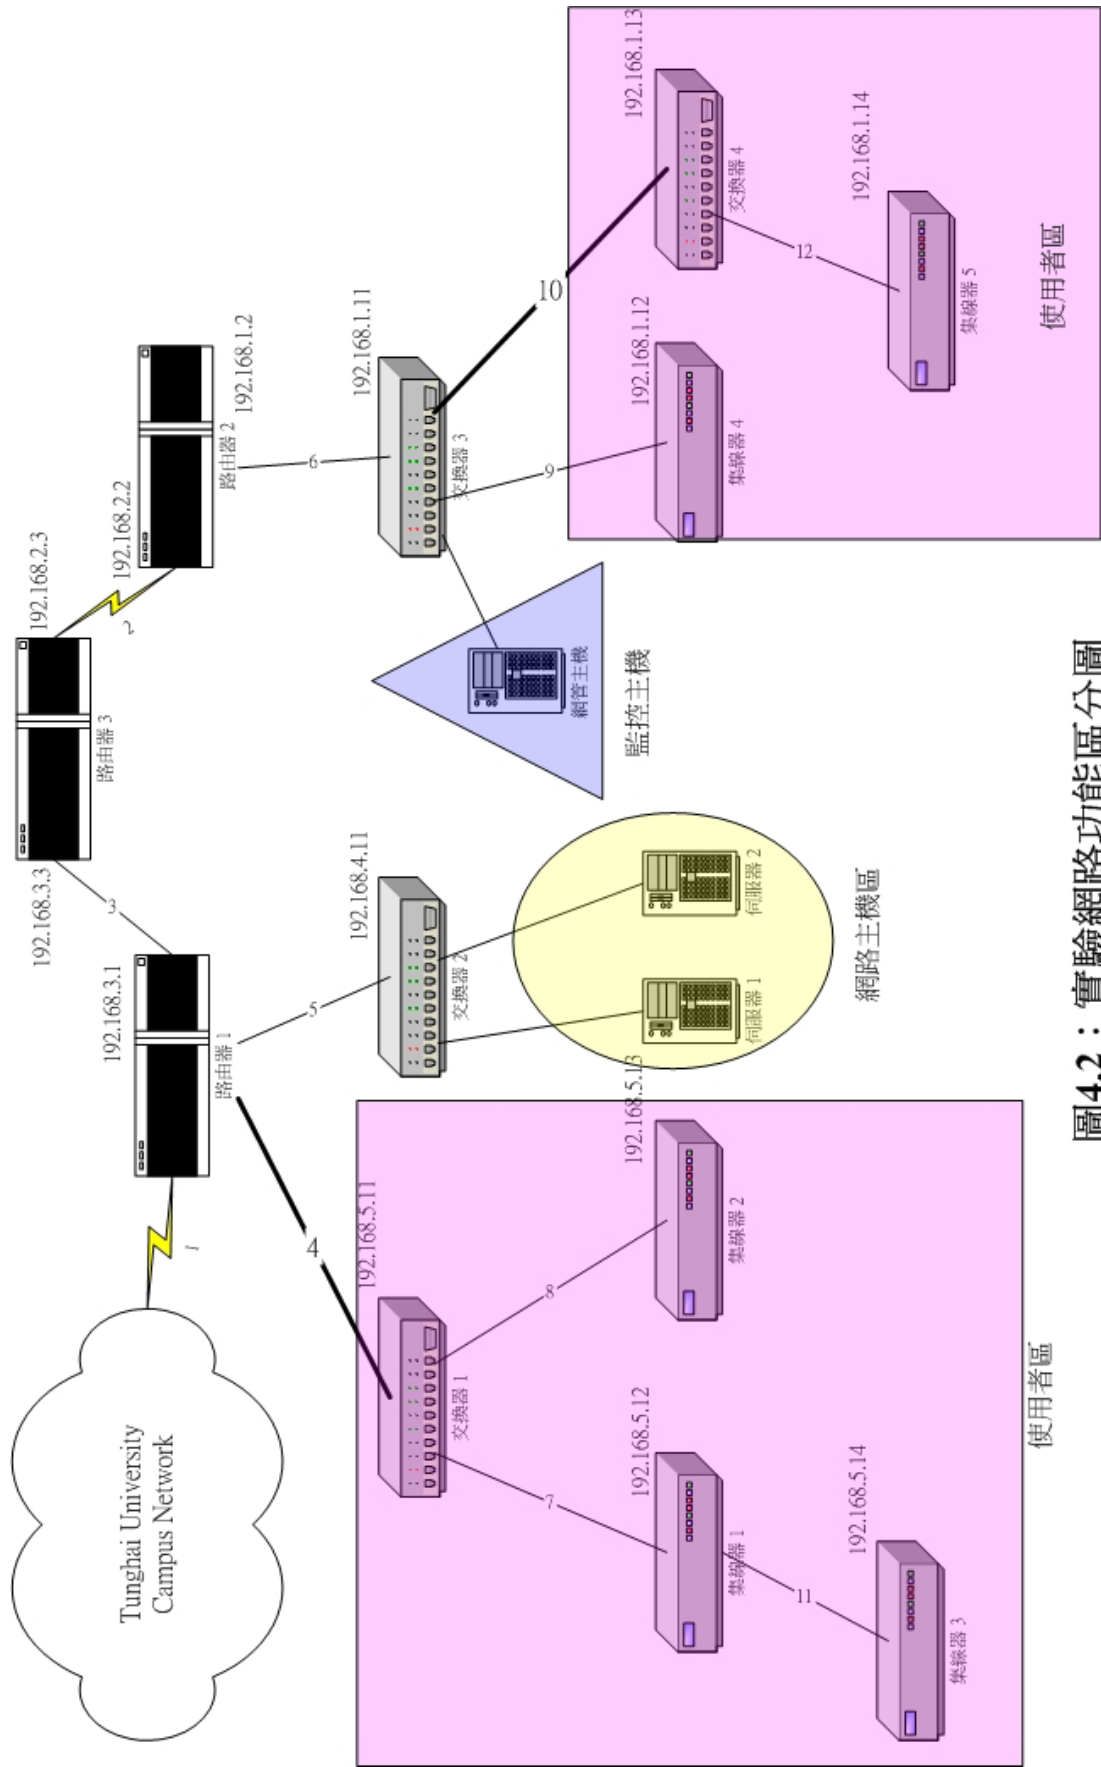 192.168.3.3
192.168.2.3
路由器 3
3
2
192.168.3.1
192.168.2.2
1
路由器 1
路由器 2
192.168.1.2
Tunghai University
Campus Network
4
5
6
192.168.5.11
192.168.4.11
192.168.1.11
交換器 1
交換器 2
交換器 3
7
8
9
10
網管主機
監控主機
192.168.5.12
192.168.5.13
192.168.1.12
192.168.1.13
集線器 1
集線器 2
伺服器 1
伺服器 2
集線器 4
交換器 4
11
12
網路主機區
192.168.5.14
192.168.1.14
集線器 3
集線器 5
使用者區
使用者區
圖4.2：實驗網路功能區分圖